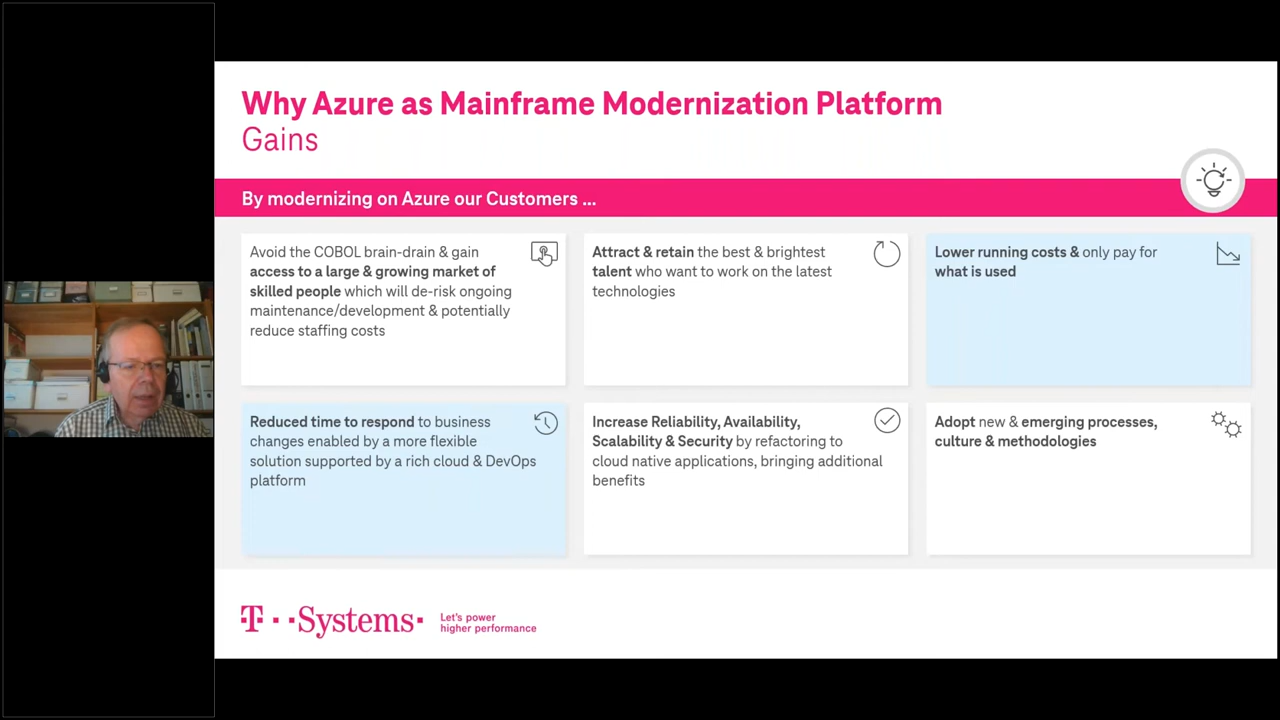 Why Azure as Mainframe Modernization Platform
Gains
By modernizing on Azure our Customers ...
Avoid the COBOL brain-drain & gain
access to a large & growing market of
skilled people which will de-risk ongoing
maintenance/development & potentially
reduce staffing costs
Attract & retain the best & brightest
talent who want to work on the latest
technologies
Lower running costs & only pay for
what is used
Reduced time to respond to business
changes enabled by a more flexible
solution supported by a rich cloud & DevOps
platform
Increase Reliability, Availability,
Scalability & Security by refactoring to
cloud native applications, bringing additional
benefits
Adopt new & emerging processes,
culture & methodologies
T · · Systems ·
Let's power
higher performance